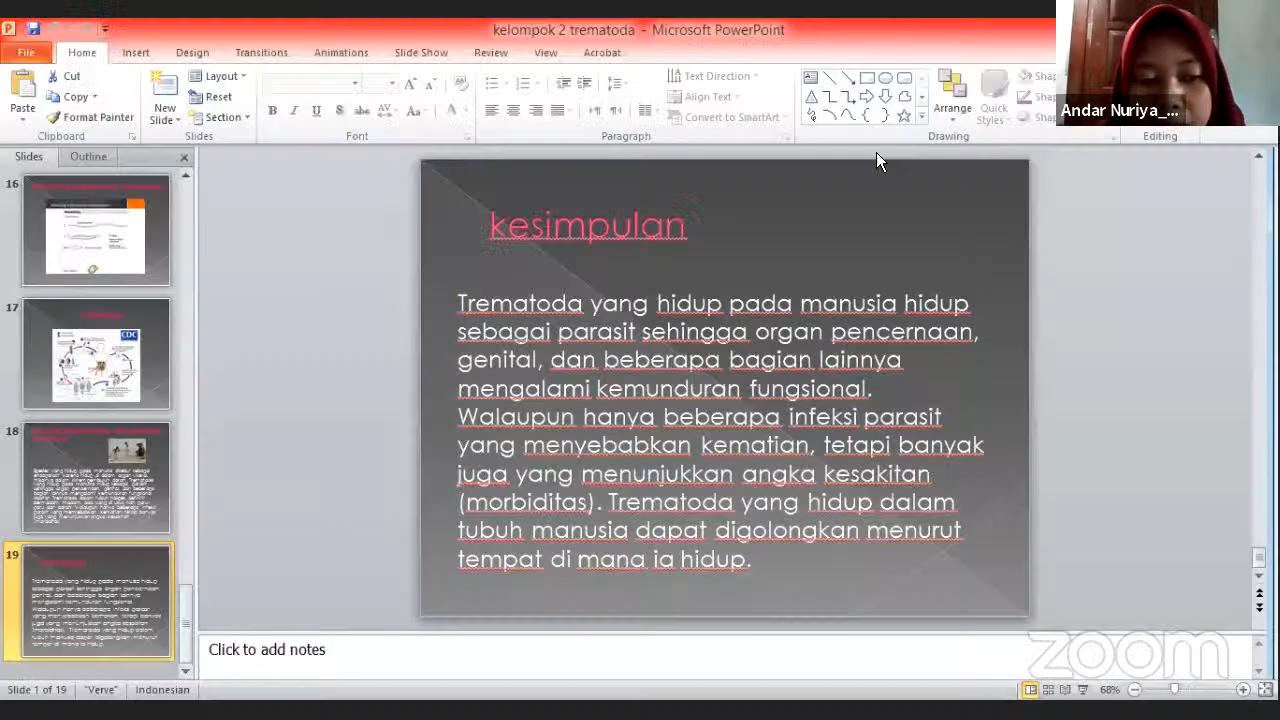 kelompok 2 trematoda - Microsoft PowerPoint
File Home Insert Design Transitions Animations Slide Show Review View Acrobat
Paste
Cut
Copy
Format Painter
Clipboard
New
Slide
Layout
Reset
Section
Slides
Font
Text Direction
Align Text
Convert to SmartArt
Paragraph
Arrange
Quick
Styles
Drawing
Editing
Andar Nuriya_...
Slides Outline
16
17
CDC
18
19
kesimpulan
Trematoda yang hidup pada manusia hidup
sebagai parasit sehingga organ pencernaan,
genital, dan beberapa bagian lainnya
mengalami kemunduran fungsional.
Walaupun hanya beberapa infeksi parasit
yang menyebabkan kematian, tetapi banyak
juga yang menunjukkan angka kesakitan
(morbiditas). Trematoda yang hidup dalam
tubuh manusia dapat digolongkan menurut
tempat di mana ia hidup.
Click to add notes
zoom
Slide 1 of 19 "Verve" Indonesian 68%